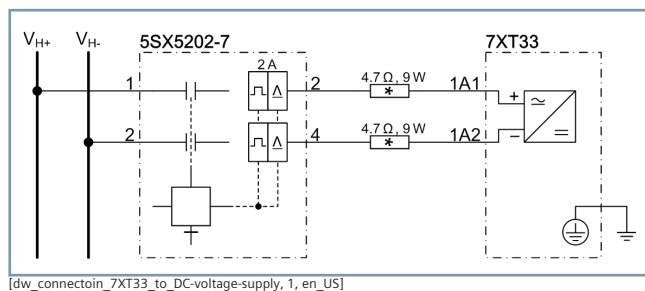 VH+ VH- 5SX5202-7 7XT33
2 A
1 2 4.7 Ω, 9 W 1A1
* + ≃
2 4 4.7 Ω, 9 W 1A2
* − =
[dw_connectoin_7XT33_to_DC-voltage-supply, 1, en_US]